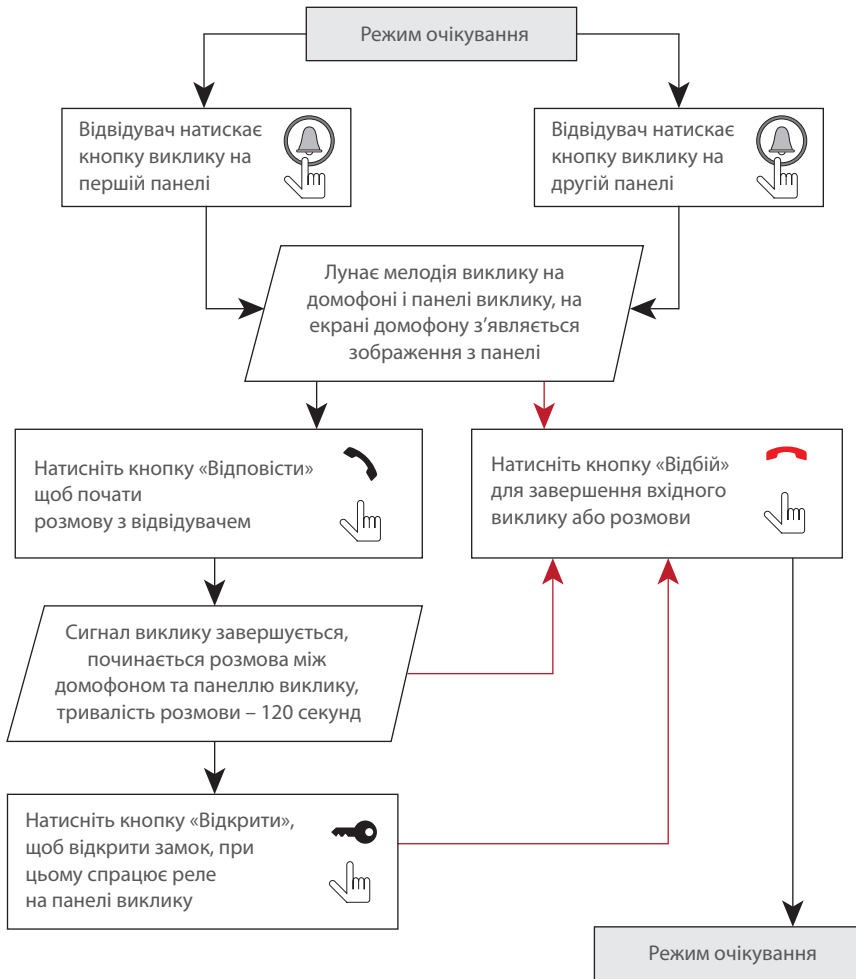 Режим очікування
Відвідувач натискає
кнопку виклику на
першій панелі
Відвідувач натискає
кнопку виклику на
другій панелі
Лунає мелодія виклику на
домофоні і панелі виклику, на
екрані домофону з’являється
зображення з панелі
Натисніть кнопку «Відповісти»
щоб почати
розмову з відвідувачем
Натисніть кнопку «Відбій»
для завершення вхідного
виклику або розмови
Сигнал виклику завершується,
починається розмова між
домофоном та панеллю виклику,
тривалість розмови – 120 секунд
Натисніть кнопку «Відкрити»,
щоб відкрити замок, при
цьому спрацює реле
на панелі виклику
Режим очікування